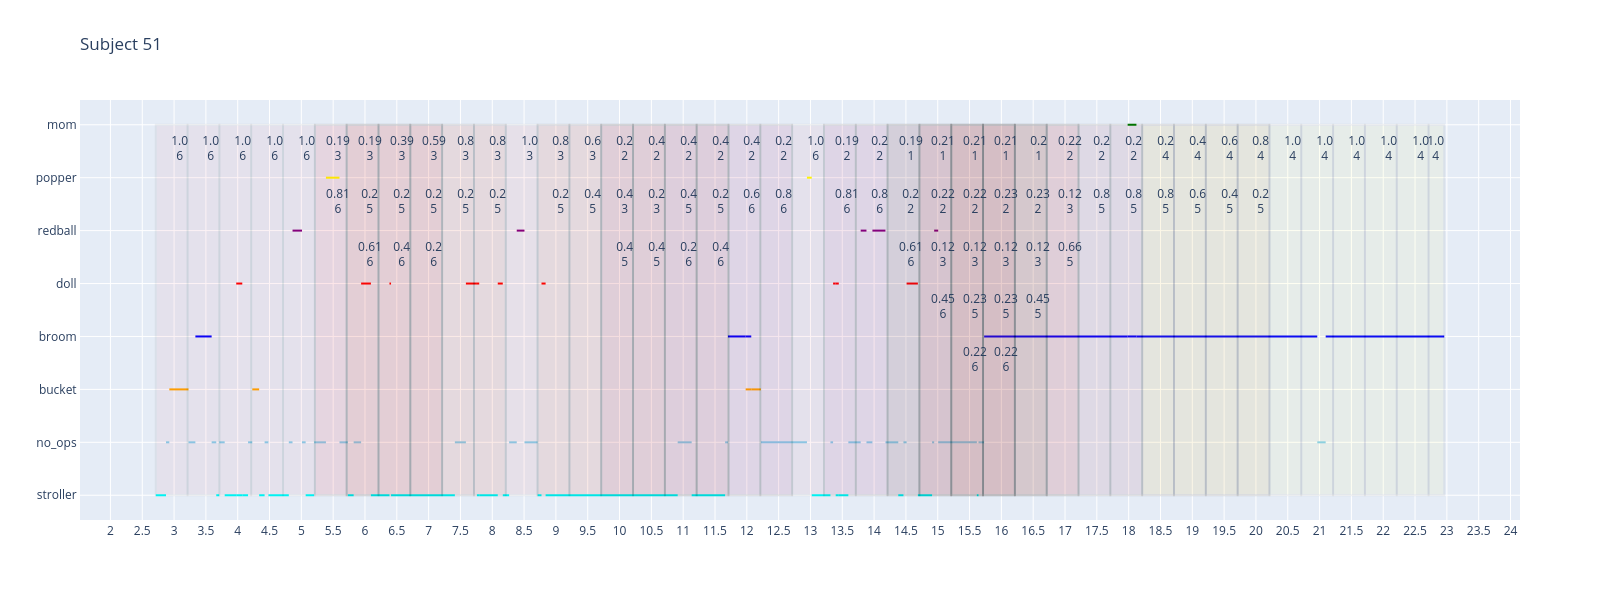 Subject 51
mom
1.0 1.0 1.0 1.0 1.0 0.19 0.19 0.39 0.59 0.8 0.8 1.0 0.8 0.6 0.2 0.4 0.4 0.4 0.4 0.2 1.0 0.19 0.2 0.19 0.21 0.21 0.21 0.2 0.22 0.2 0.2 0.2 0.4 0.6 0.8 1.0 1.0 1.0 1.0 1.0 1.0
6 6 6 6 6 3 3 3 3 3 3 3 3 3 2 2 2 2 2 2 6 2 2 1 1 1 1 1 2 2 2 4 4 4 4 4 4 4 4 4 4
popper
0.81 0.2 0.2 0.2 0.2 0.2 0.2 0.4 0.4 0.2 0.4 0.2 0.6 0.8 0.81 0.8 0.2 0.22 0.22 0.23 0.23 0.12 0.8 0.8 0.8 0.6 0.4 0.2
6 5 5 5 5 5 5 5 3 3 5 5 6 6 6 6 2 2 2 2 2 3 5 5 5 5 5 5
redball
0.61 0.4 0.2 0.4 0.4 0.2 0.4 0.61 0.12 0.12 0.12 0.12 0.66
6 6 6 5 5 6 6 6 3 3 3 3 5
doll
0.45 0.23 0.23 0.45
6 5 5 5
broom
0.22 0.22
6 6
bucket
no_ops
stroller
2 2.5 3 3.5 4 4.5 5 5.5 6 6.5 7 7.5 8 8.5 9 9.5 10 10.5 11 11.5 12 12.5 13 13.5 14 14.5 15 15.5 16 16.5 17 17.5 18 18.5 19 19.5 20 20.5 21 21.5 22 22.5 23 23.5 24